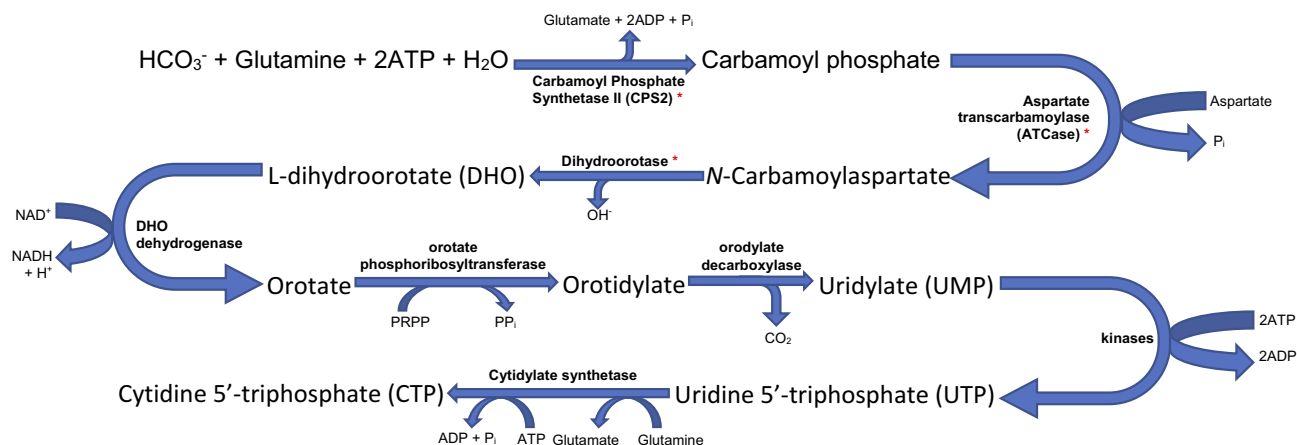 Glutamate + 2ADP + Pᵢ
HCO₃⁻ + Glutamine + 2ATP + H₂O
Carbamoyl phosphate
Carbamoyl Phosphate
Synthetase II (CPS2) *
Aspartate
transcarbamoylase
(ATCase) *
Aspartate
Pᵢ
L-dihydroorotate (DHO)
Dihydroorotase *
N-Carbamoylaspartate
OH⁻
NAD⁺
DHO
dehydrogenase
NADH
+ H⁺
Orotate
orotate
phosphoribosyltransferase
PRPP
PPᵢ
Orotidylate
orodylate
decarboxylase
CO₂
Uridylate (UMP)
kinases
2ATP
2ADP
Cytidine 5’-triphosphate (CTP)
Cytidylate synthetase
Uridine 5’-triphosphate (UTP)
ADP + Pᵢ
ATP
Glutamate
Glutamine